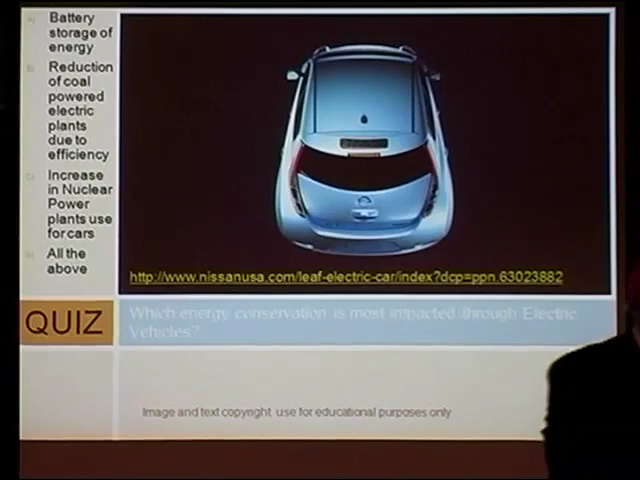 a) Battery
storage of
energy
b) Reduction
of coal
powered
electric
plants
due to
efficiency
c) Increase
in Nuclear
Power
plants use
for cars
d) All the
above
http://www.nissanusa.com/leaf-electric-car/index?dcp=ppn.63023882
QUIZ
Which energy conservation is most impacted through Electric
Vehicles?
Image and text copyright, use for educational purposes only